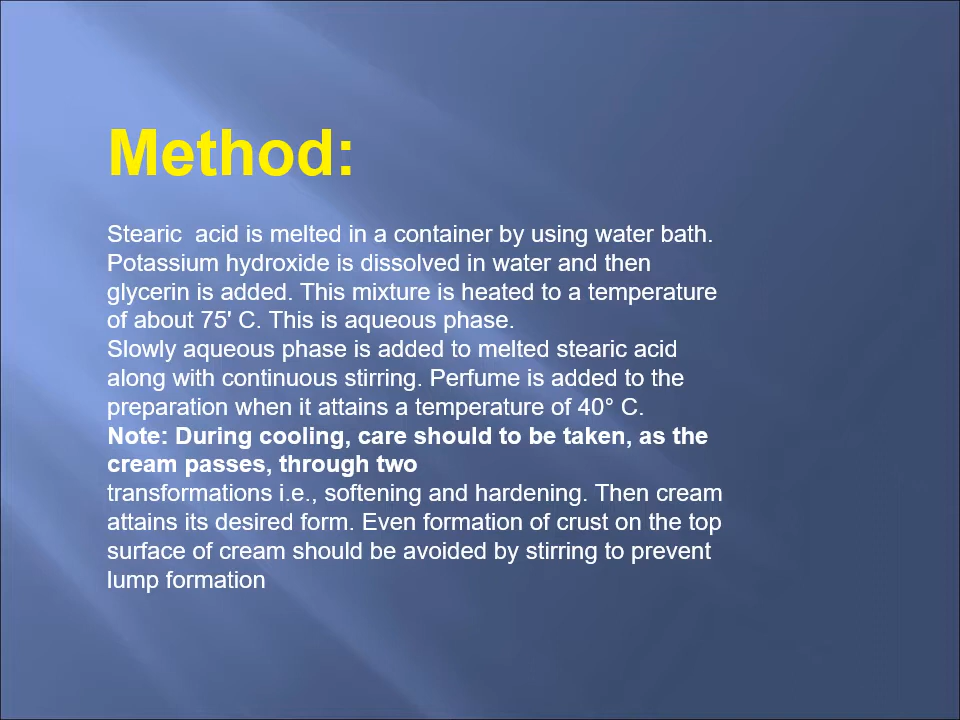 Method:
Stearic  acid is melted in a container by using water bath.
Potassium hydroxide is dissolved in water and then
glycerin is added. This mixture is heated to a temperature
of about 75' C. This is aqueous phase.
Slowly aqueous phase is added to melted stearic acid
along with continuous stirring. Perfume is added to the
preparation when it attains a temperature of 40° C.
Note: During cooling, care should to be taken, as the
cream passes, through two
transformations i.e., softening and hardening. Then cream
attains its desired form. Even formation of crust on the top
surface of cream should be avoided by stirring to prevent
lump formation